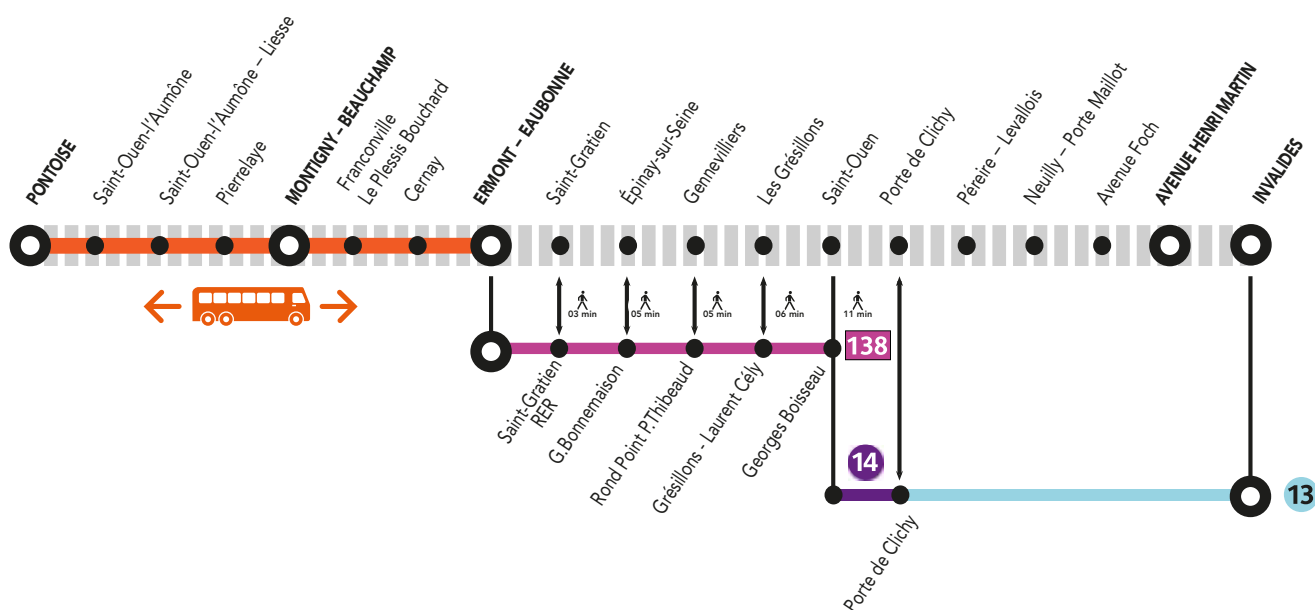 PONTOISE
Saint-Ouen-l'Aumône
Saint-Ouen-l'Aumône – Liesse
Pierrelaye
MONTIGNY – BEAUCHAMP
Franconville
Le Plessis Bouchard
Cernay
ERMONT – EAUBONNE
Saint-Gratien
Épinay-sur-Seine
Gennevilliers
Les Grésillons
Saint-Ouen
Porte de Clichy
Péreire – Levallois
Neuilly – Porte Maillot
Avenue Foch
AVENUE HENRI MARTIN
INVALIDES
03 min
05 min
05 min
06 min
11 min
138
Saint-Gratien
RER
G.Bonnemaison
Rond Point P.Thibeaud
Grésillons - Laurent Cély
Georges Boisseau
14
13
Porte de Clichy